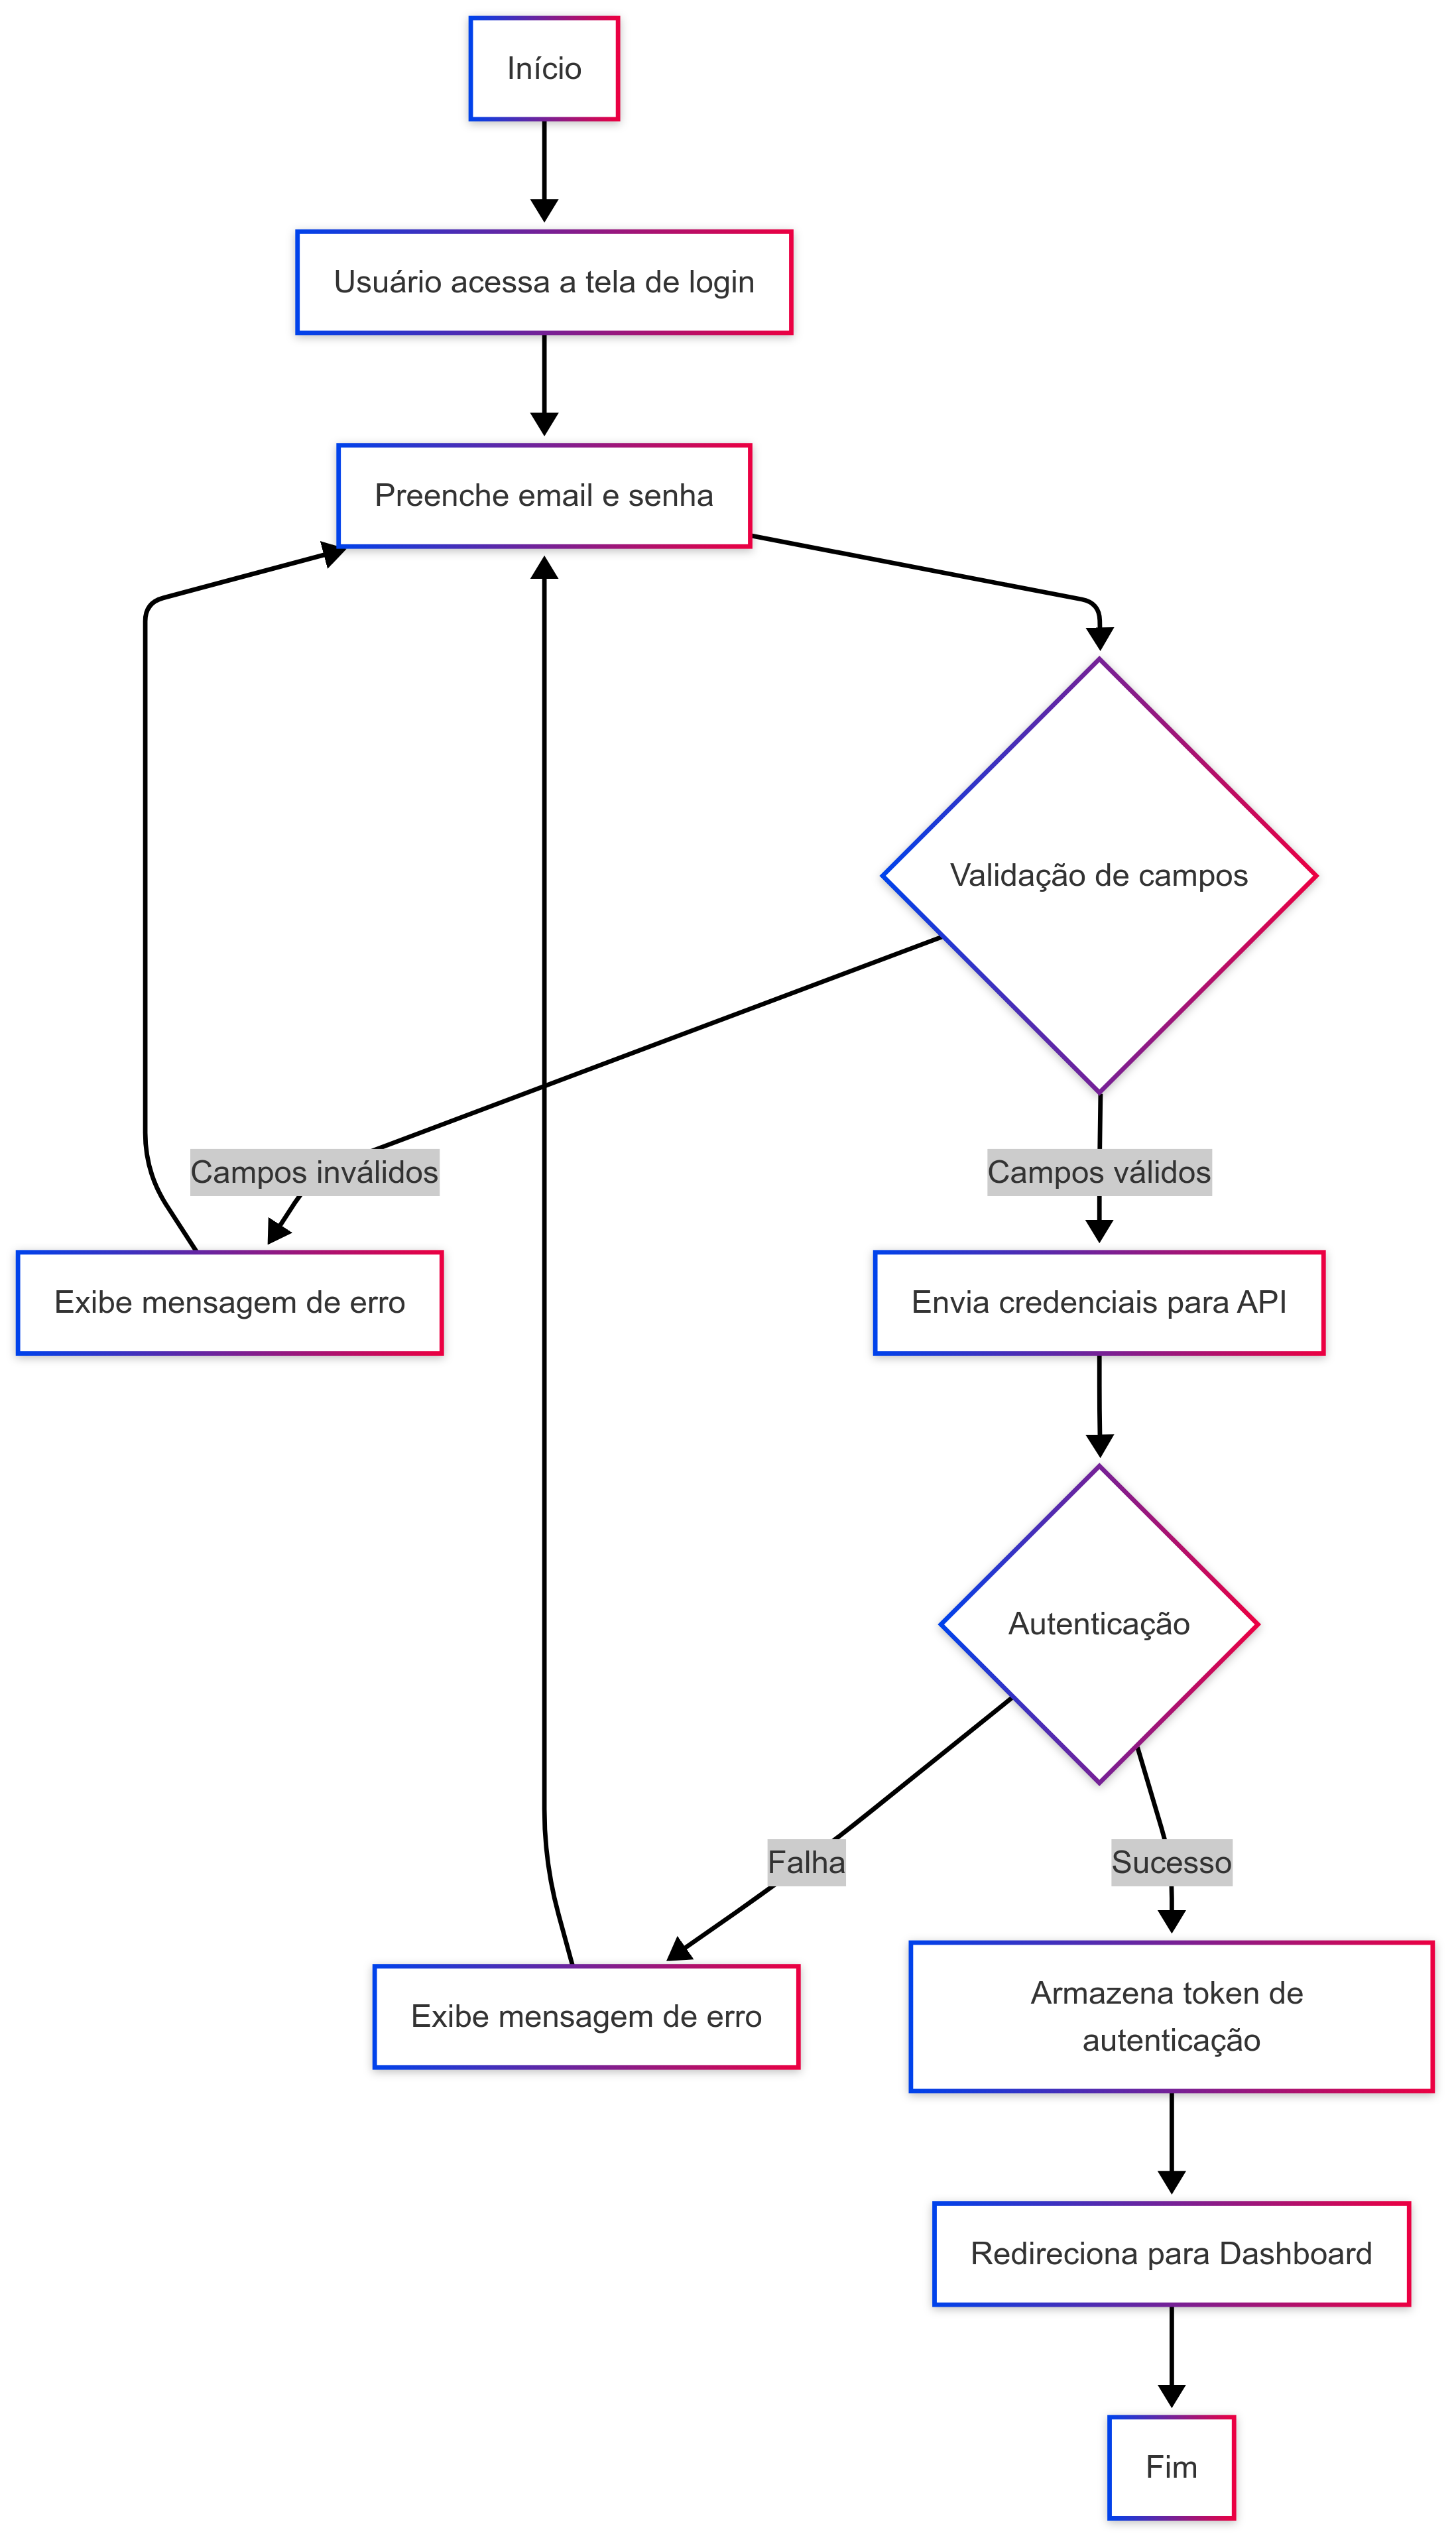 Início
Usuário acessa a tela de login
Preenche email e senha
Validação de campos
Campos inválidos
Campos válidos
Exibe mensagem de erro
Envia credenciais para API
Autenticação
Falha
Sucesso
Exibe mensagem de erro
Armazena token de
autenticação
Redireciona para Dashboard
Fim